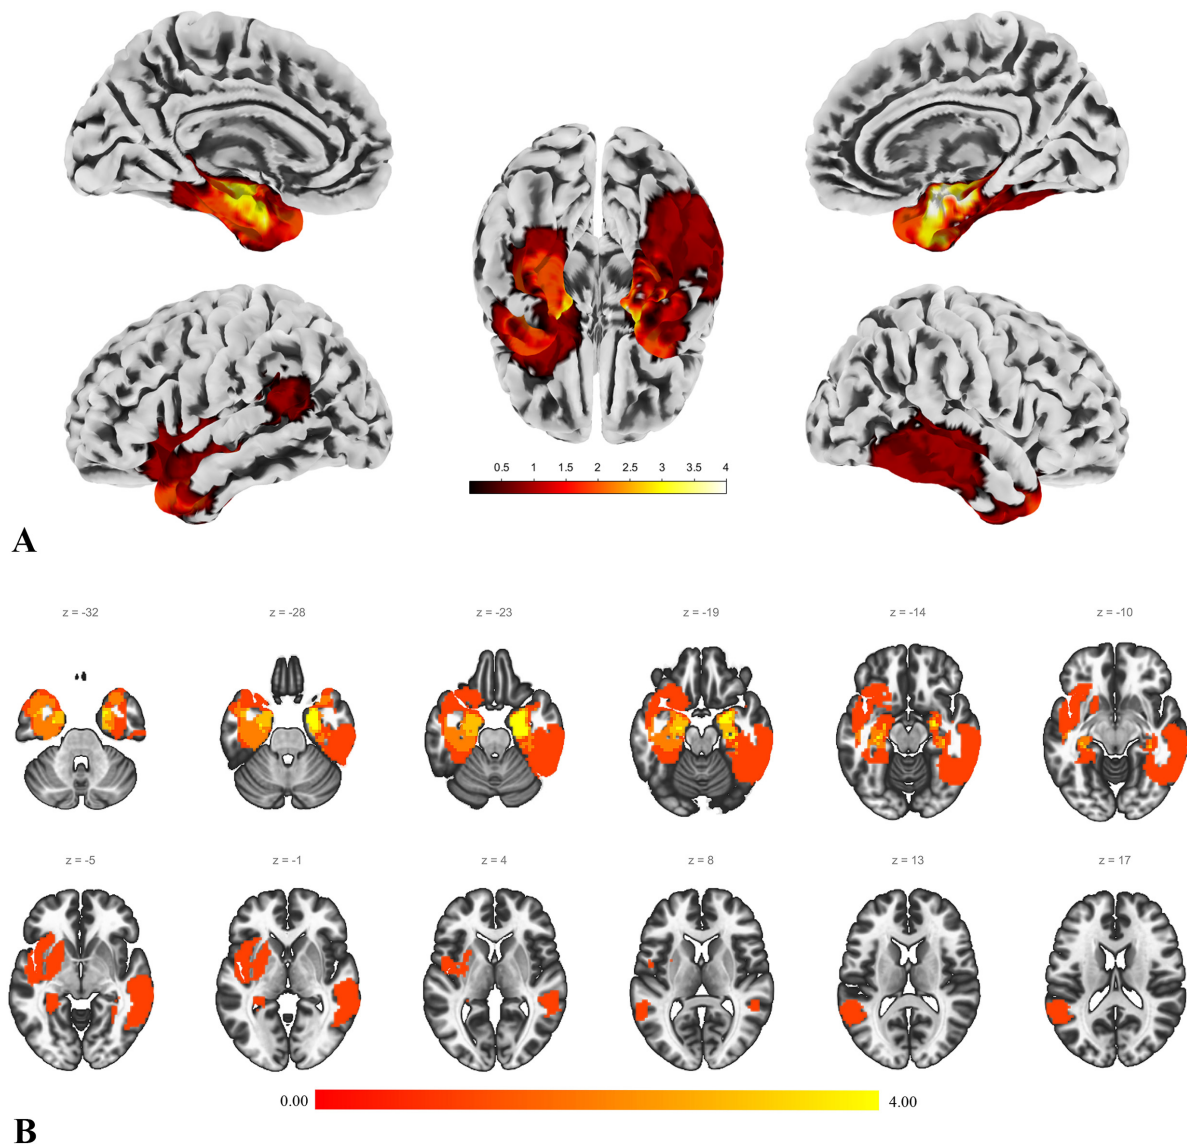 0.5 1 1.5 2 2.5 3 3.5 4
A
z = -32 z = -28 z = -23 z = -19 z = -14 z = -10
z = -5 z = -1 z = 4 z = 8 z = 13 z = 17
0.00 4.00
B